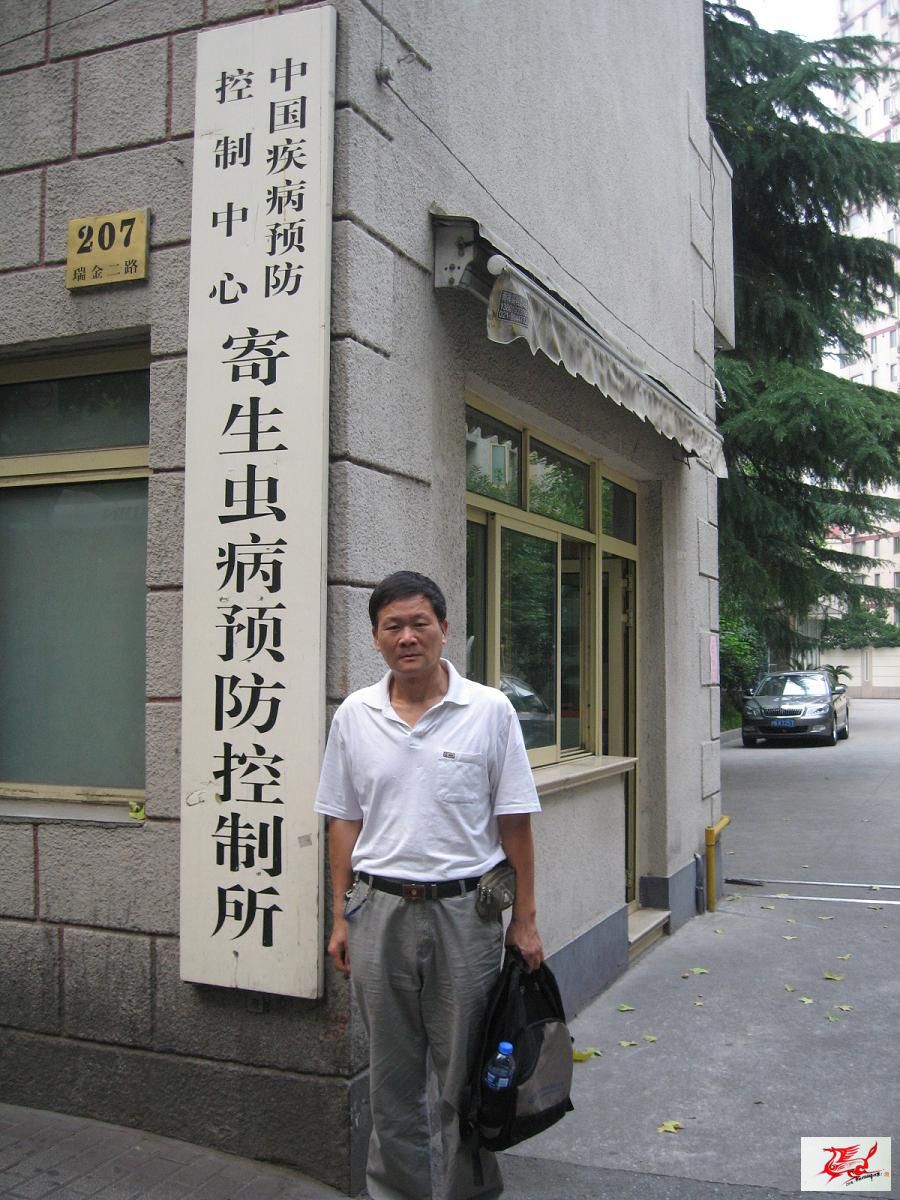 中国疾病预防
控制中心
寄生虫病预防控制所
207
瑞金二路